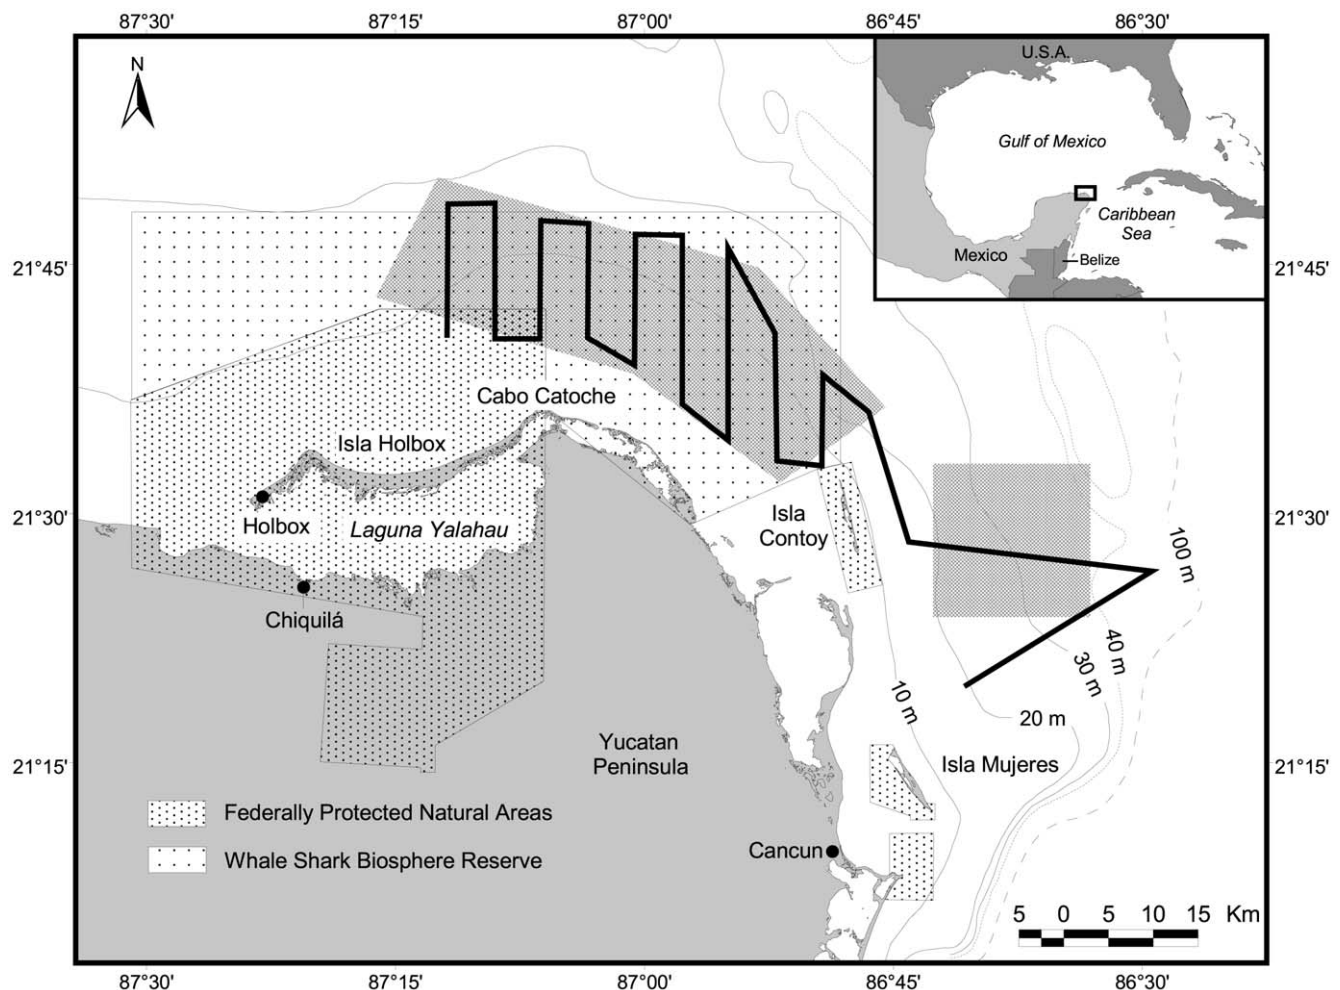 87°30'
87°15'
87°00'
86°45'
86°30'
N
U.S.A.
Gulf of Mexico
Caribbean
Sea
Mexico
Belize
21°45'
21°45'
Cabo Catoche
Isla Holbox
Holbox
Laguna Yalahau
Isla
Contoy
21°30'
21°30'
100 m
Chiquilá
40 m
30 m
10 m
20 m
Yucatan
Peninsula
Isla Mujeres
21°15'
21°15'
Federally Protected Natural Areas
Whale Shark Biosphere Reserve
Cancun
5 0 5 10 15 Km
87°30'
87°15'
87°00'
86°45'
86°30'